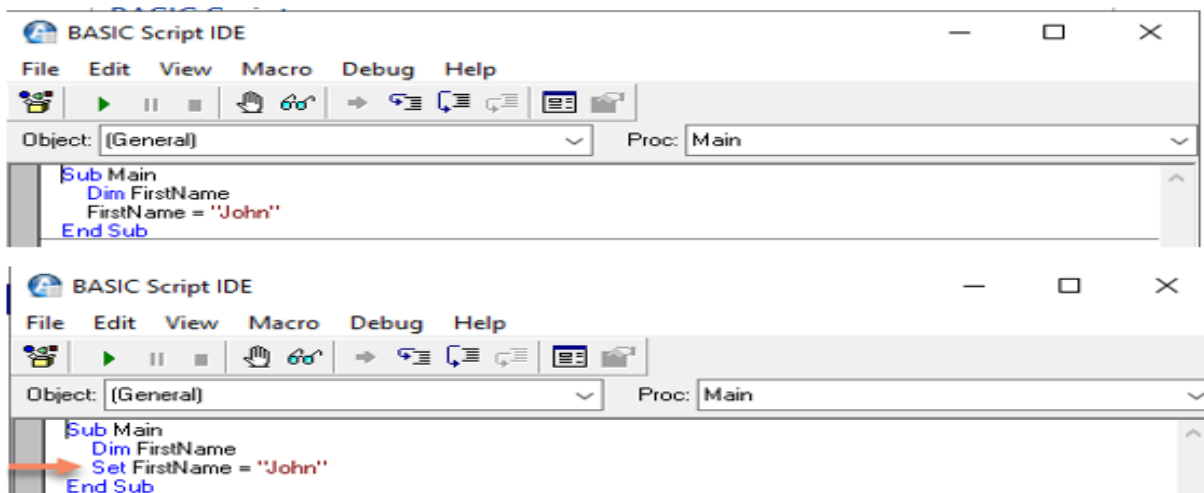 BASIC Script IDE
File Edit View Macro Debug Help
Object: (General) Proc: Main
Sub Main
Dim FirstName
FirstName = "John"
End Sub
BASIC Script IDE
File Edit View Macro Debug Help
Object: (General) Proc: Main
Sub Main
Dim FirstName
Set FirstName = "John"
End Sub